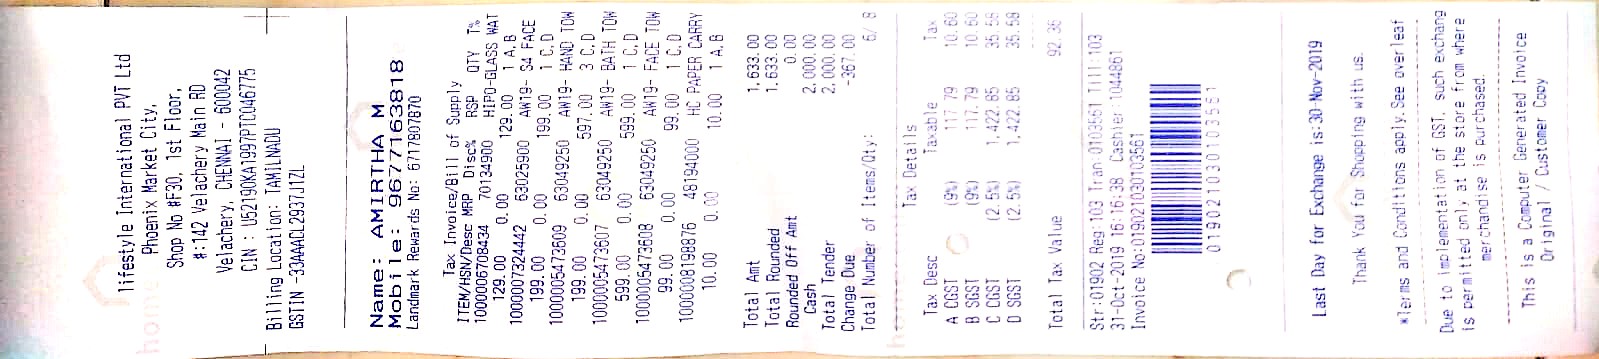 home
lifestyle International PVT Ltd
Phoenix Market City,
Shop No #F30, 1st Floor,
#:142 Velachery Main RD
Velachery, CHENNAI - 600042
CIN : U52190KA1997PTC046775
Billing Location: TAMILNADU
GSTIN -33AAACL2937J1ZL
Name: AMIRTHA M
Mobile: 9677163818
Landmark Rewards No: 6717807870
Tax Invoice/Bill of Supply
ITEM/HSN/Desc MRP Disc% RSP QTY T%
1000006708434 70134900 HIPO-GLASS WAT
129.00 0.00 129.00 1 A,B
1000007324442 63025900 AW19- S4 FACE
199.00 0.00 199.00 1 C,D
1000005473609 63049250 AW19- HAND TOW
199.00 0.00 597.00 3 C,D
1000005473607 63049250 AW19- BATH TOW
599.00 0.00 599.00 1 C,D
1000005473608 63049250 AW19- FACE TOW
99.00 0.00 99.00 1 C,D
1000008198876 48194000 HC PAPER CARRY
10.00 0.00 10.00 1 A,B
Total Amt 1,633.00
Total Rounded 1,633.00
Rounded Off Amt 0.00
Cash 2,000.00
Total Tender 2,000.00
Change Due -367.00
Total Number of Items/Qty: 6/ 8
Tax Details
Tax Desc Taxable Tax
A CGST (9%) 117.79 10.60
B SGST (9%) 117.79 10.60
C CGST (2.5%) 1,422.85 35.58
D SGST (2.5%) 1,422.85 35.58
Total Tax Value 92.36
Str:01902 Reg:103 Tran:0103561 Till:103
31-Oct-2019 16:16:38 Cashier:1044861
Invoice No:019021030103561
019021030103561
Last Day for Exchange is:30-Nov-2019
Thank You for Shopping with us.
*Terms and Conditions apply.See overleaf
Due to implementation of GST, such exchang
is permitted only at the store from where
merchandise is purchased.
This is a Computer Generated Invoice
Original / Customer Copy